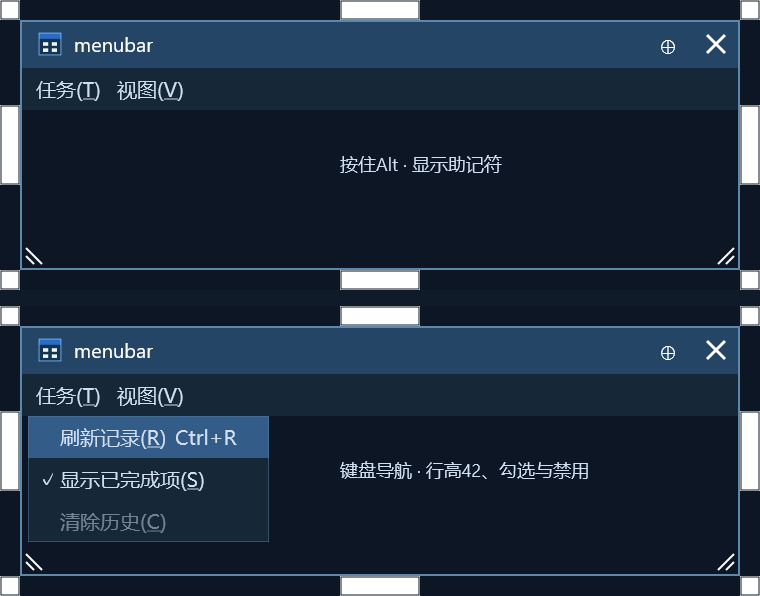 menubar
任务(T) 视图(V)
按住Alt · 显示助记符
menubar
任务(T) 视图(V)
刷新记录(R) Ctrl+R
键盘导航 · 行高42、勾选与禁用
✓ 显示已完成项(S)
清除历史(C)